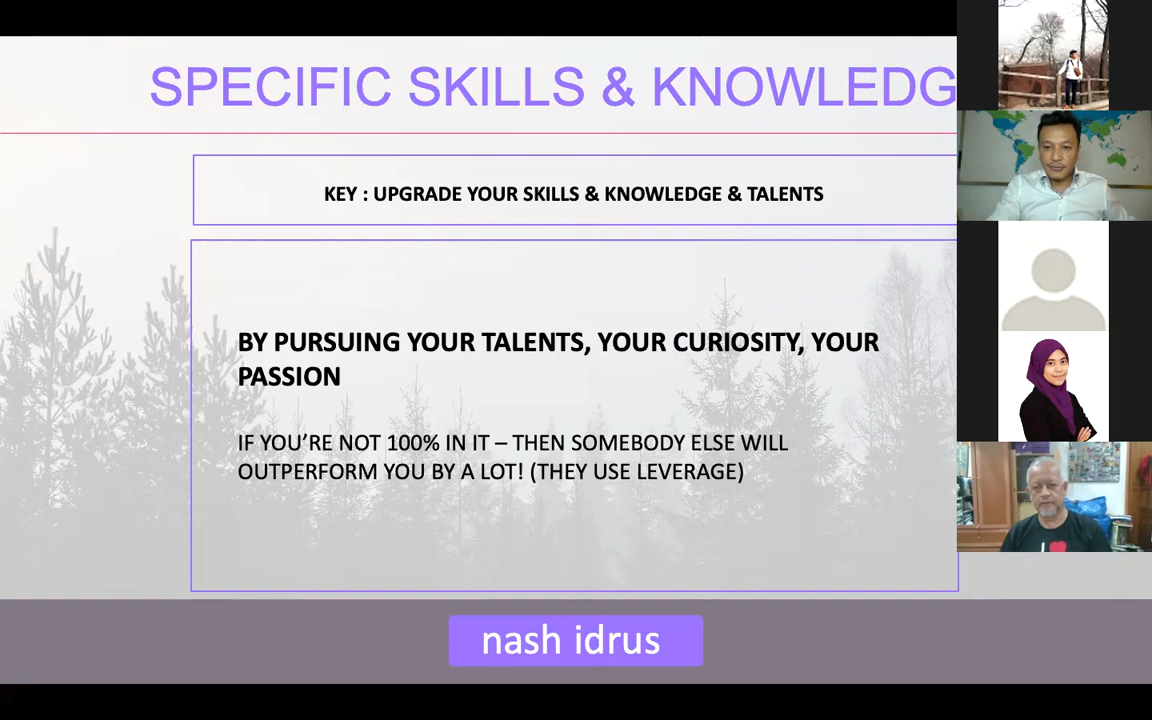 SPECIFIC SKILLS & KNOWLEDG
KEY : UPGRADE YOUR SKILLS & KNOWLEDGE & TALENTS
BY PURSUING YOUR TALENTS, YOUR CURIOSITY, YOUR
PASSION
IF YOU’RE NOT 100% IN IT – THEN SOMEBODY ELSE WILL
OUTPERFORM YOU BY A LOT! (THEY USE LEVERAGE)
nash idrus
I